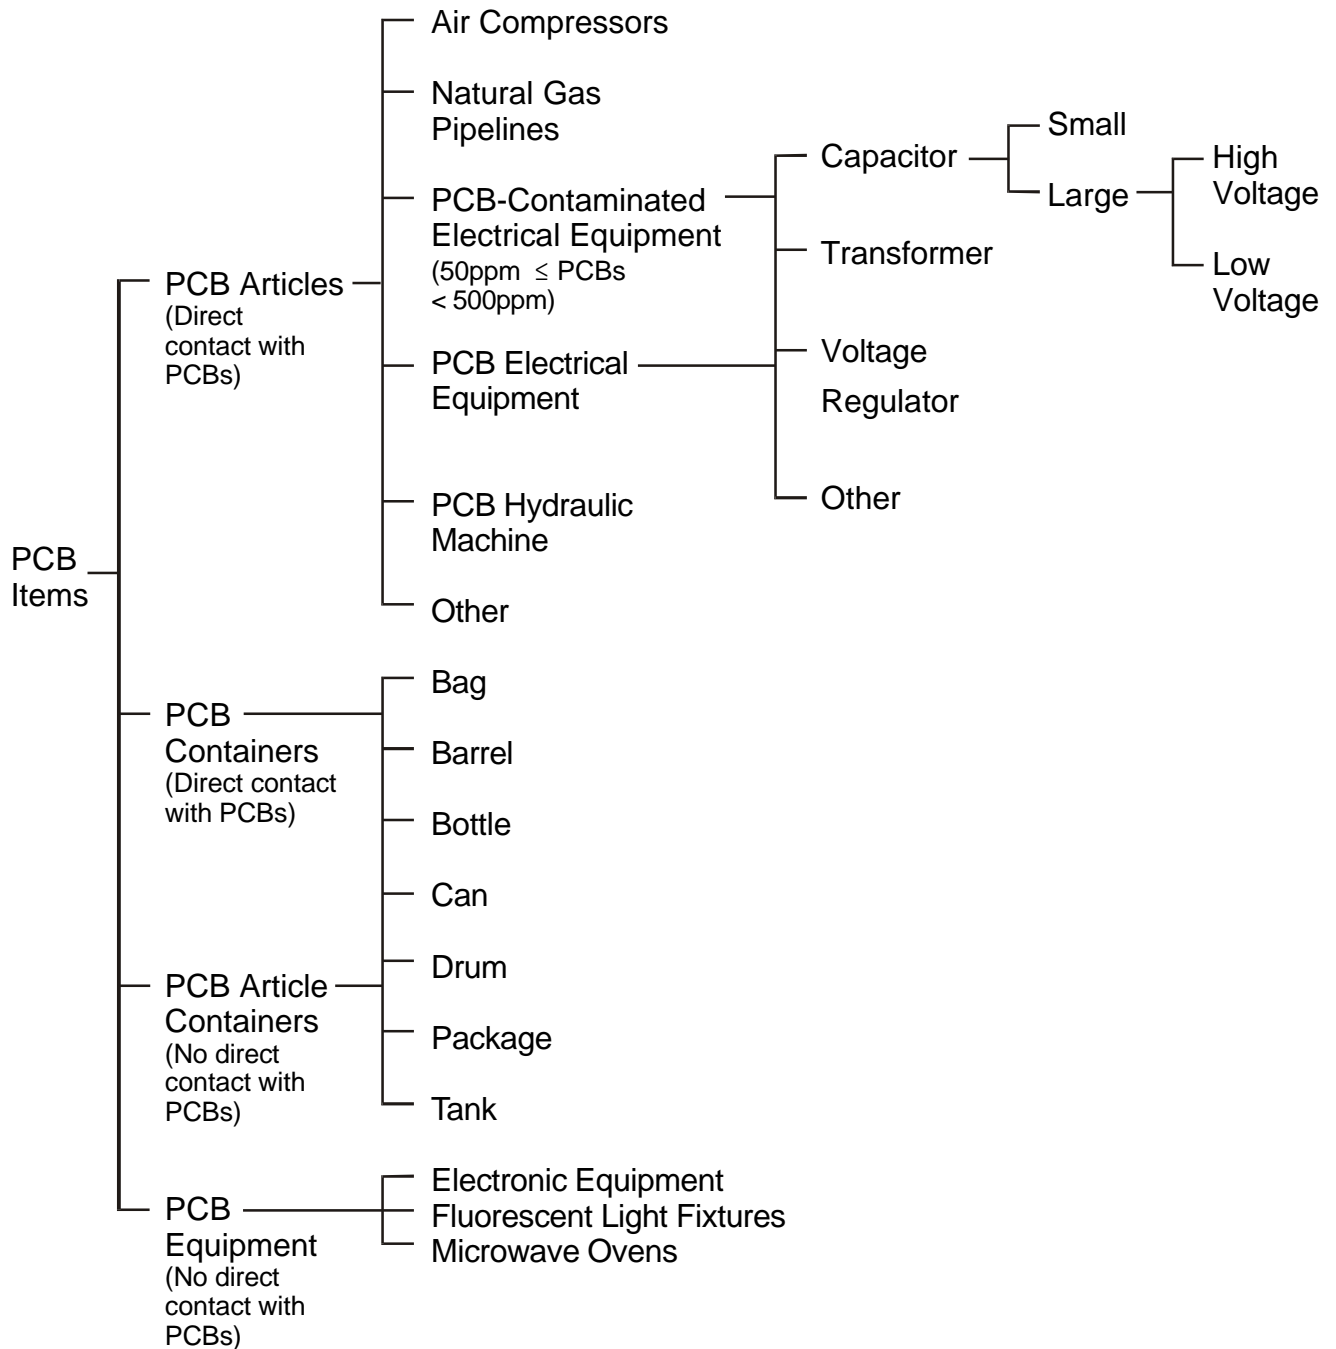 PCB
Items
PCB Articles
(Direct
contact with
PCBs)
Air Compressors
Natural Gas
Pipelines
PCB-Contaminated
Electrical Equipment
(50ppm ≤ PCBs
< 500ppm)
PCB Electrical
Equipment
Capacitor
Small
Large
High
Voltage
Low
Voltage
Transformer
Voltage
Regulator
Other
PCB Hydraulic
Machine
Other
PCB
Containers
(Direct contact
with PCBs)
PCB Article
Containers
(No direct
contact with
PCBs)
Bag
Barrel
Bottle
Can
Drum
Package
Tank
PCB
Equipment
(No direct
contact with
PCBs)
Electronic Equipment
Fluorescent Light Fixtures
Microwave Ovens